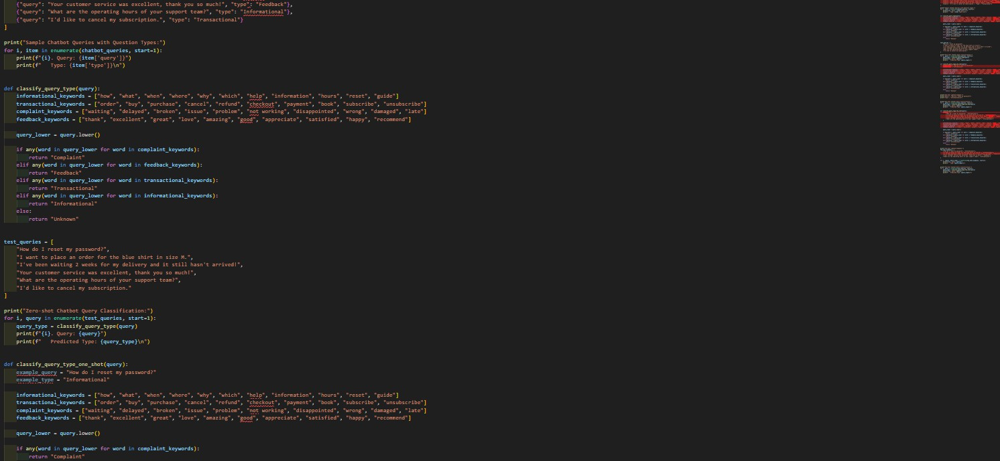 {"query": "Your customer service was excellent, thank you so much!", "type": "Feedback"},
{"query": "What are the operating hours of your support team?", "type": "Informational"},
{"query": "I'd like to cancel my subscription.", "type": "Transactional"}
]
print("Sample Chatbot Queries with Question Types:")
for i, item in enumerate(chatbot_queries, start=1):
print(f"{i}. Query: {item['query']}")
print(f"   Type: {item['type']}\n")
def classify_query_type(query):
informational_keywords = ["how", "what", "when", "where", "why", "which", "help", "information", "hours", "reset", "guide"]
transactional_keywords = ["order", "buy", "purchase", "cancel", "refund", "checkout", "payment", "book", "subscribe", "unsubscribe"]
complaint_keywords = ["waiting", "delayed", "broken", "issue", "problem", "not working", "disappointed", "wrong", "damaged", "late"]
feedback_keywords = ["thank", "excellent", "great", "love", "amazing", "good", "appreciate", "satisfied", "happy", "recommend"]
query_lower = query.lower()
if any(word in query_lower for word in complaint_keywords):
return "Complaint"
elif any(word in query_lower for word in feedback_keywords):
return "Feedback"
elif any(word in query_lower for word in transactional_keywords):
return "Transactional"
elif any(word in query_lower for word in informational_keywords):
return "Informational"
else:
return "Unknown"
test_queries = [
"How do I reset my password?",
"I want to place an order for the blue shirt in size M.",
"I've been waiting 2 weeks for my delivery and it still hasn't arrived!",
"Your customer service was excellent, thank you so much!",
"What are the operating hours of your support team?",
"I'd like to cancel my subscription."
]
print("Zero-shot Chatbot Query Classification:")
for i, query in enumerate(test_queries, start=1):
query_type = classify_query_type(query)
print(f"{i}. Query: {query}")
print(f"   Predicted Type: {query_type}\n")
def classify_query_type_one_shot(query):
example_query = "How do I reset my password?"
example_type = "Informational"
informational_keywords = ["how", "what", "when", "where", "why", "which", "help", "information", "hours", "reset", "guide"]
transactional_keywords = ["order", "buy", "purchase", "cancel", "refund", "checkout", "payment", "book", "subscribe", "unsubscribe"]
complaint_keywords = ["waiting", "delayed", "broken", "issue", "problem", "not working", "disappointed", "wrong", "damaged", "late"]
feedback_keywords = ["thank", "excellent", "great", "love", "amazing", "good", "appreciate", "satisfied", "happy", "recommend"]
query_lower = query.lower()
if any(word in query_lower for word in complaint_keywords):
return "Complaint"